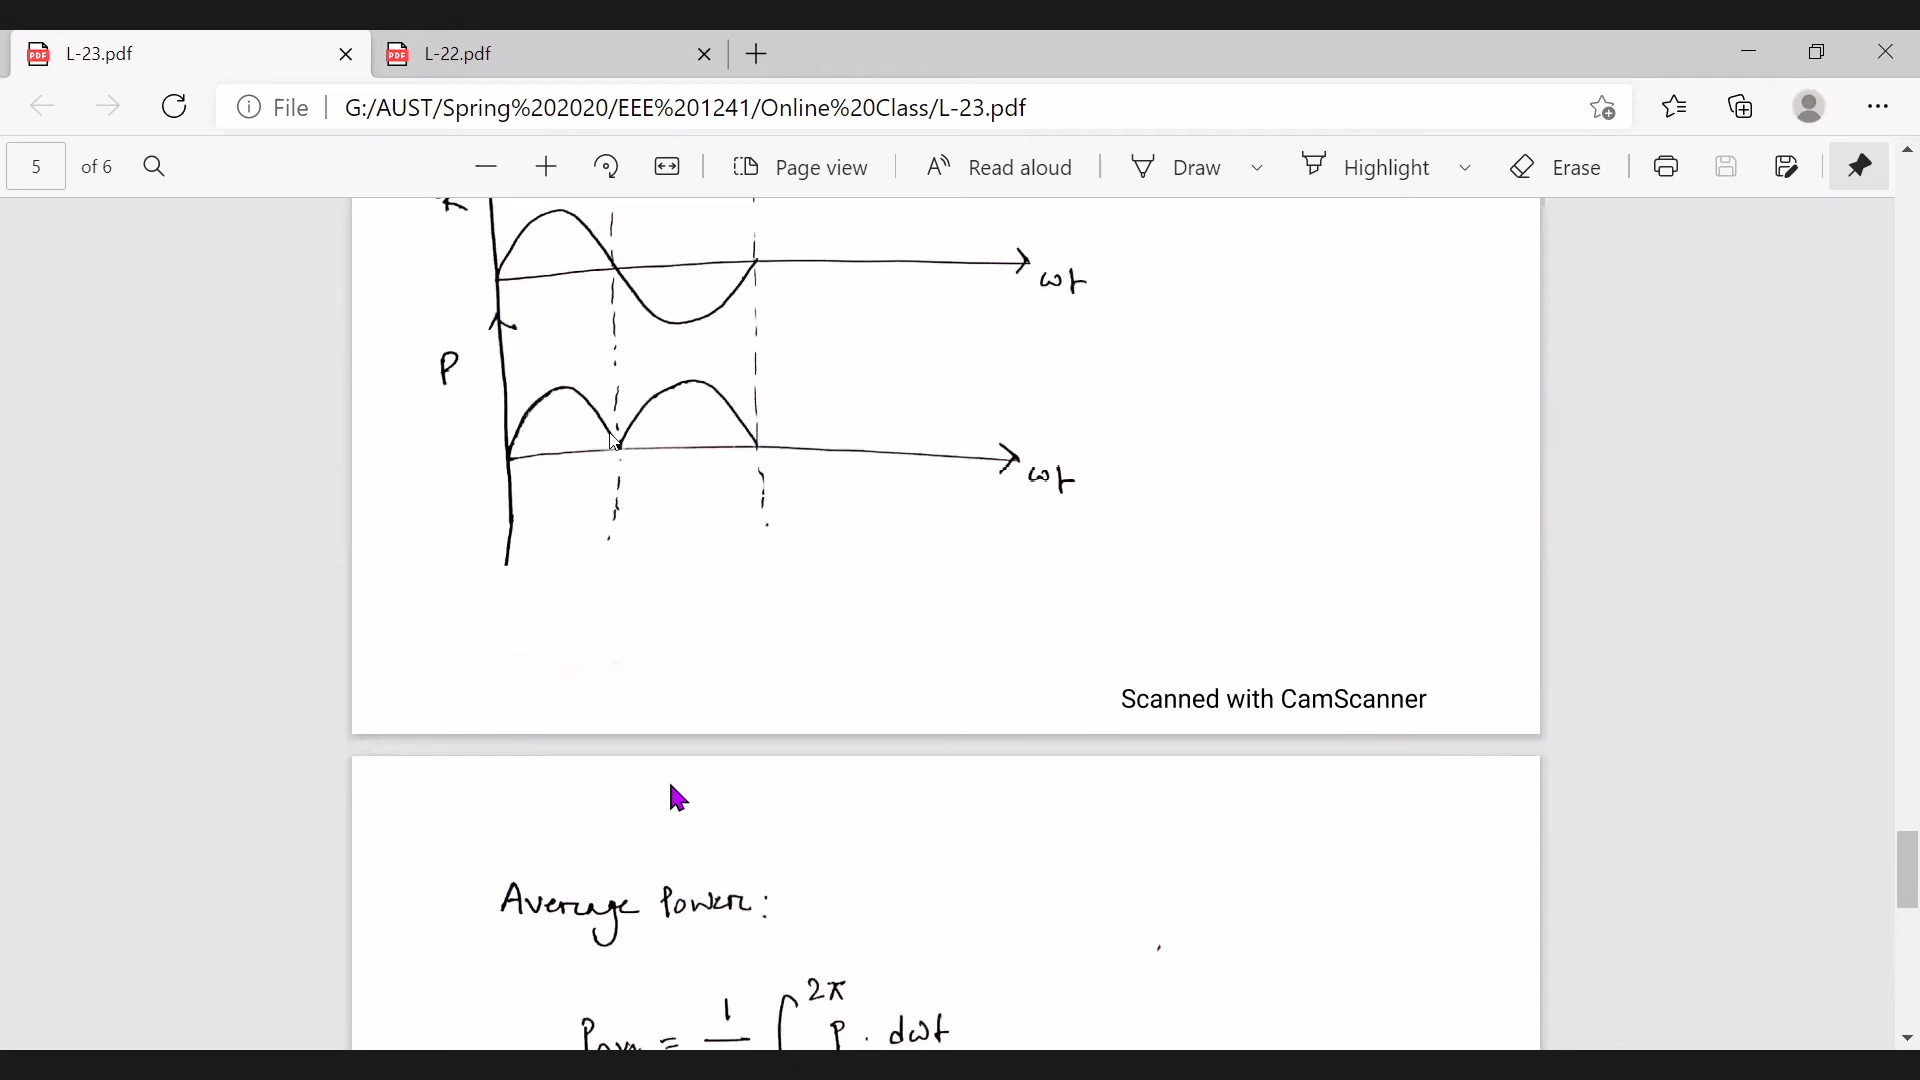 L-23.pdf
L-22.pdf
File
G:/AUST/Spring%202020/EEE%201241/Online%20Class/L-23.pdf
5 of 6
Page view
Read aloud
Draw
Highlight
Erase
ωt
P
ωt
Scanned with CamScanner
Average Power:
2π
1
= ∫ P . dωt